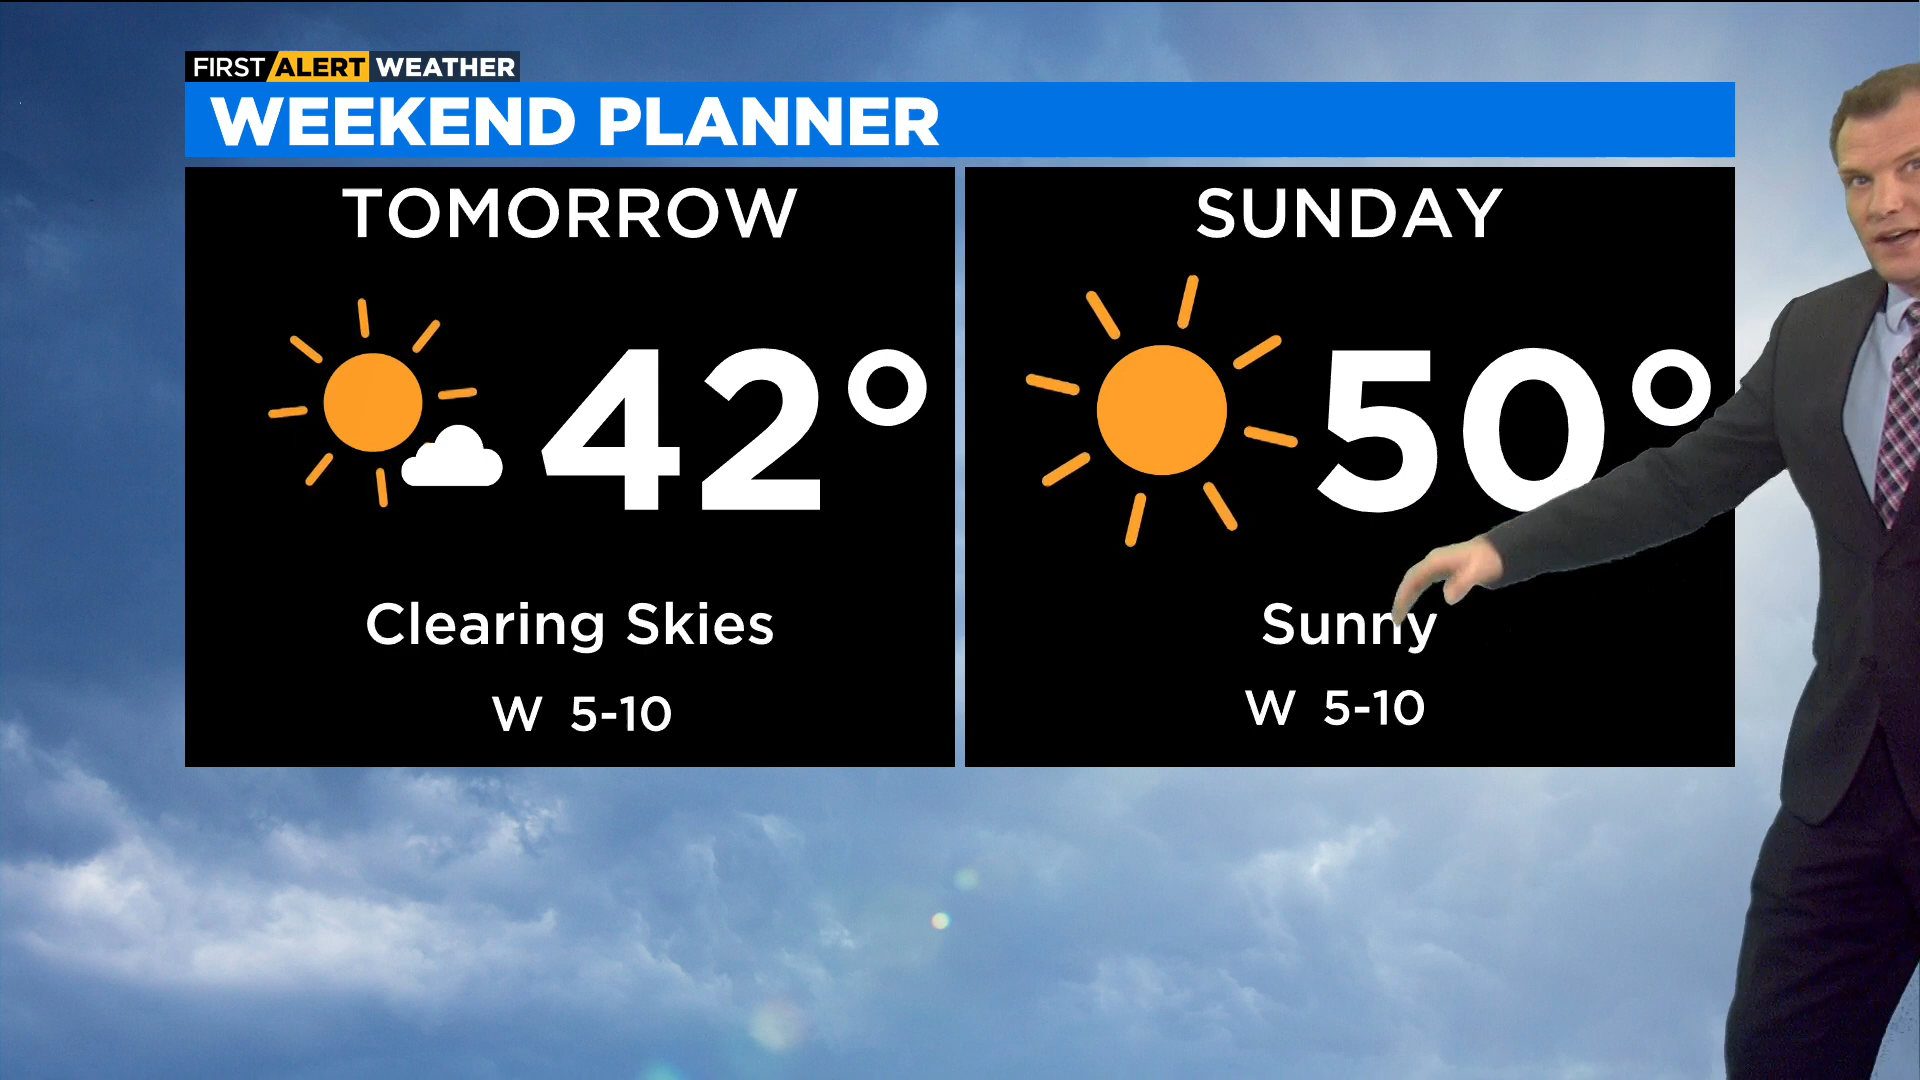 FIRST ALERT WEATHER
WEEKEND PLANNER
TOMORROW
42°
Clearing Skies
W 5-10
SUNDAY
50°
Sunny
W 5-10